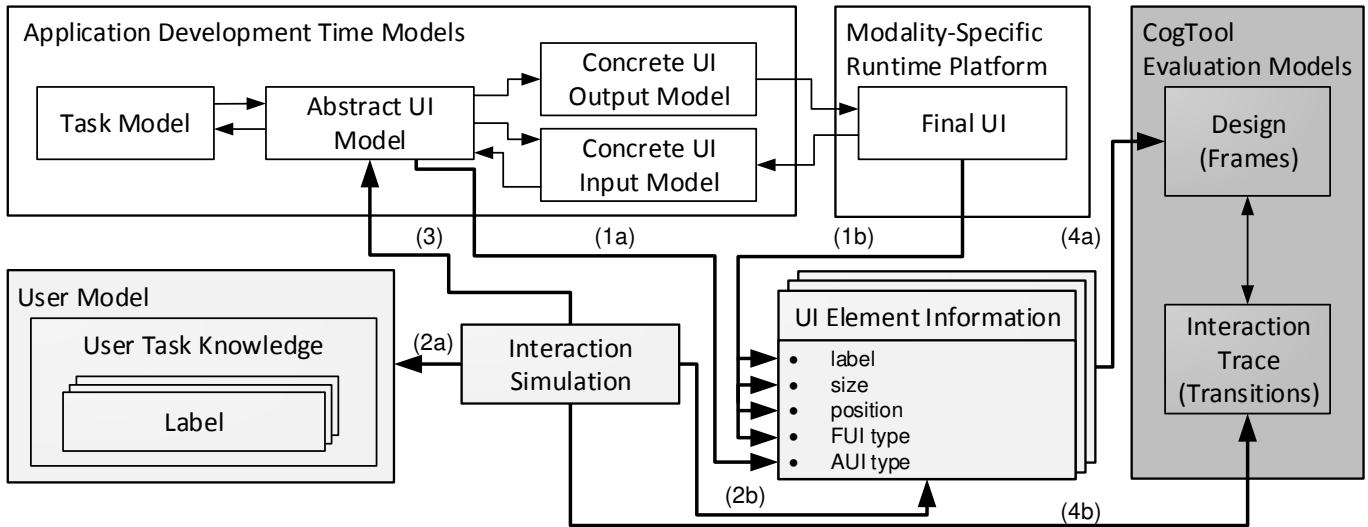 Application Development Time Models
Task Model
Abstract UI
Model
Concrete UI
Output Model
Concrete UI
Input Model
Modality-Specific
Runtime Platform
Final UI
CogTool
Evaluation Models
Design
(Frames)
Interaction
Trace
(Transitions)
(3)
(1a)
(1b)
(4a)
User Model
User Task Knowledge
Label
(2a)
Interaction
Simulation
UI Element Information
• label
• size
• position
• FUI type
• AUI type
(2b)
(4b)